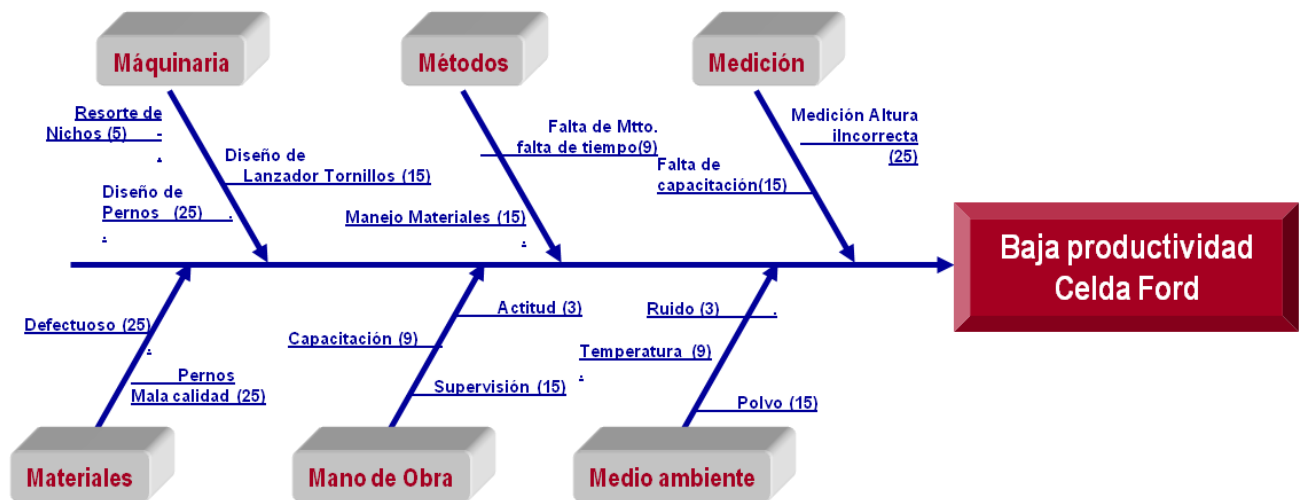 Máquinaria
Métodos
Medición
Resorte de
Nichos (5) -
.
Diseño de
Lanzador Tornillos (15)
Diseño de
Pernos (25) .
.
Falta de Mtto.
falta de tiempo(9)
Manejo Materiales (15)
.
Medición Altura
iIncorrecta
(25)
Falta de
capacitación(15)
Baja productividad
Celda Ford
Defectuoso (25)
.
Pernos
Mala calidad (25)
Actitud (3)
Capacitación (9) .
Supervisión (15)
Ruido (3) .
Temperatura (9)
.
Polvo (15)
Materiales
Mano de Obra
Medio ambiente